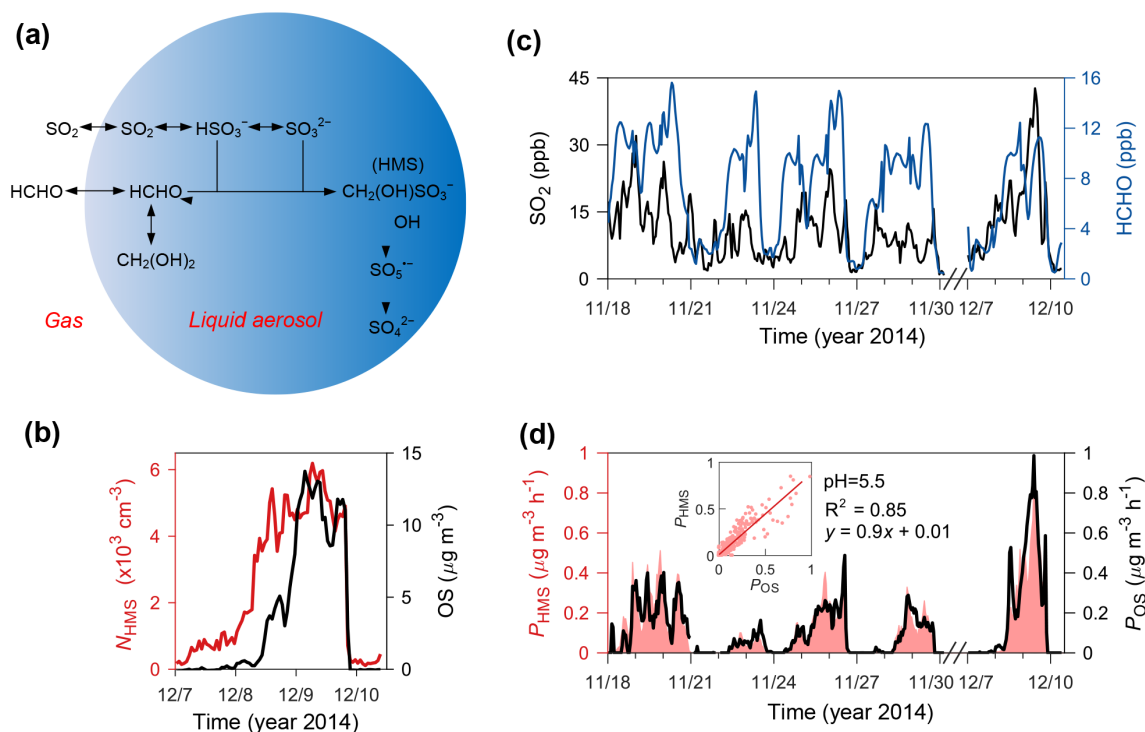 (a)
SO₂ SO₂ HSO₃⁻ SO₃²⁻
(HMS)
HCHO HCHO CH₂(OH)SO₃⁻
OH
CH₂(OH)₂ SO₅•⁻
Gas Liquid aerosol SO₄²⁻
(b)
N_HMS (x10³ cm⁻³)
6
4
2
0
15
10
5
0
OS (μg m⁻³)
12/7 12/8 12/9 12/10
Time (year 2014)
(c)
SO₂ (ppb)
45
30
15
0
16
12
8
4
0
HCHO (ppb)
11/18 11/21 11/24 11/27 11/30 12/7 12/10
Time (year 2014)
(d)
P_HMS (μg m⁻³ h⁻¹)
1
0.8
0.6
0.4
0.2
0
1
0.5
0
P_HMS
0 0.5 1
P_OS
pH=5.5
R² = 0.85
y = 0.9x + 0.01
1
0.8
0.6
0.4
0.2
0
P_OS (μg m⁻³ h⁻¹)
11/18 11/21 11/24 11/27 11/30 12/7 12/10
Time (year 2014)